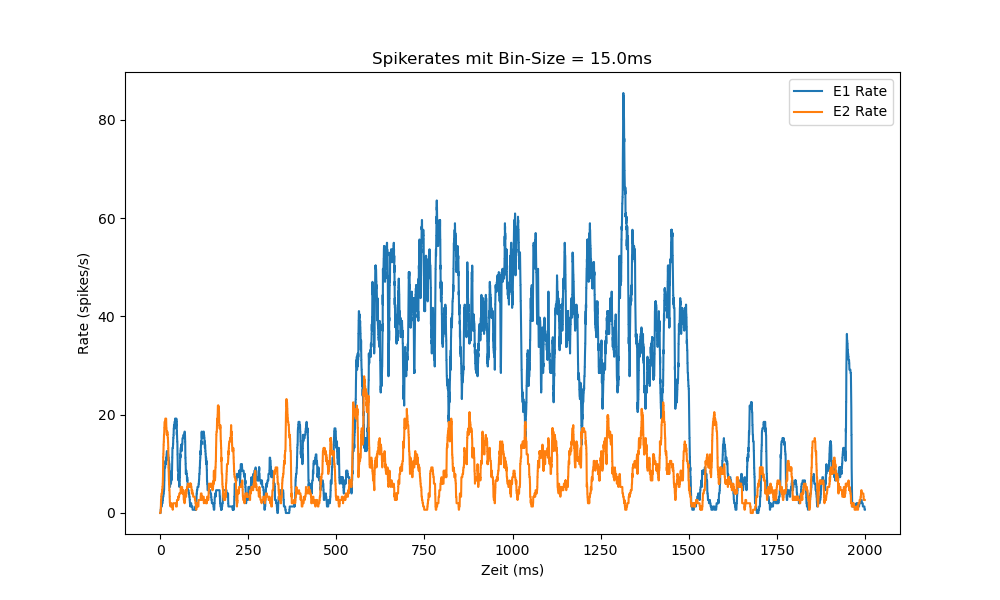 Spikerates mit Bin-Size = 15.0ms
E1 Rate
E2 Rate
80
60
40
20
0
Rate (spikes/s)
0 250 500 750 1000 1250 1500 1750 2000
Zeit (ms)